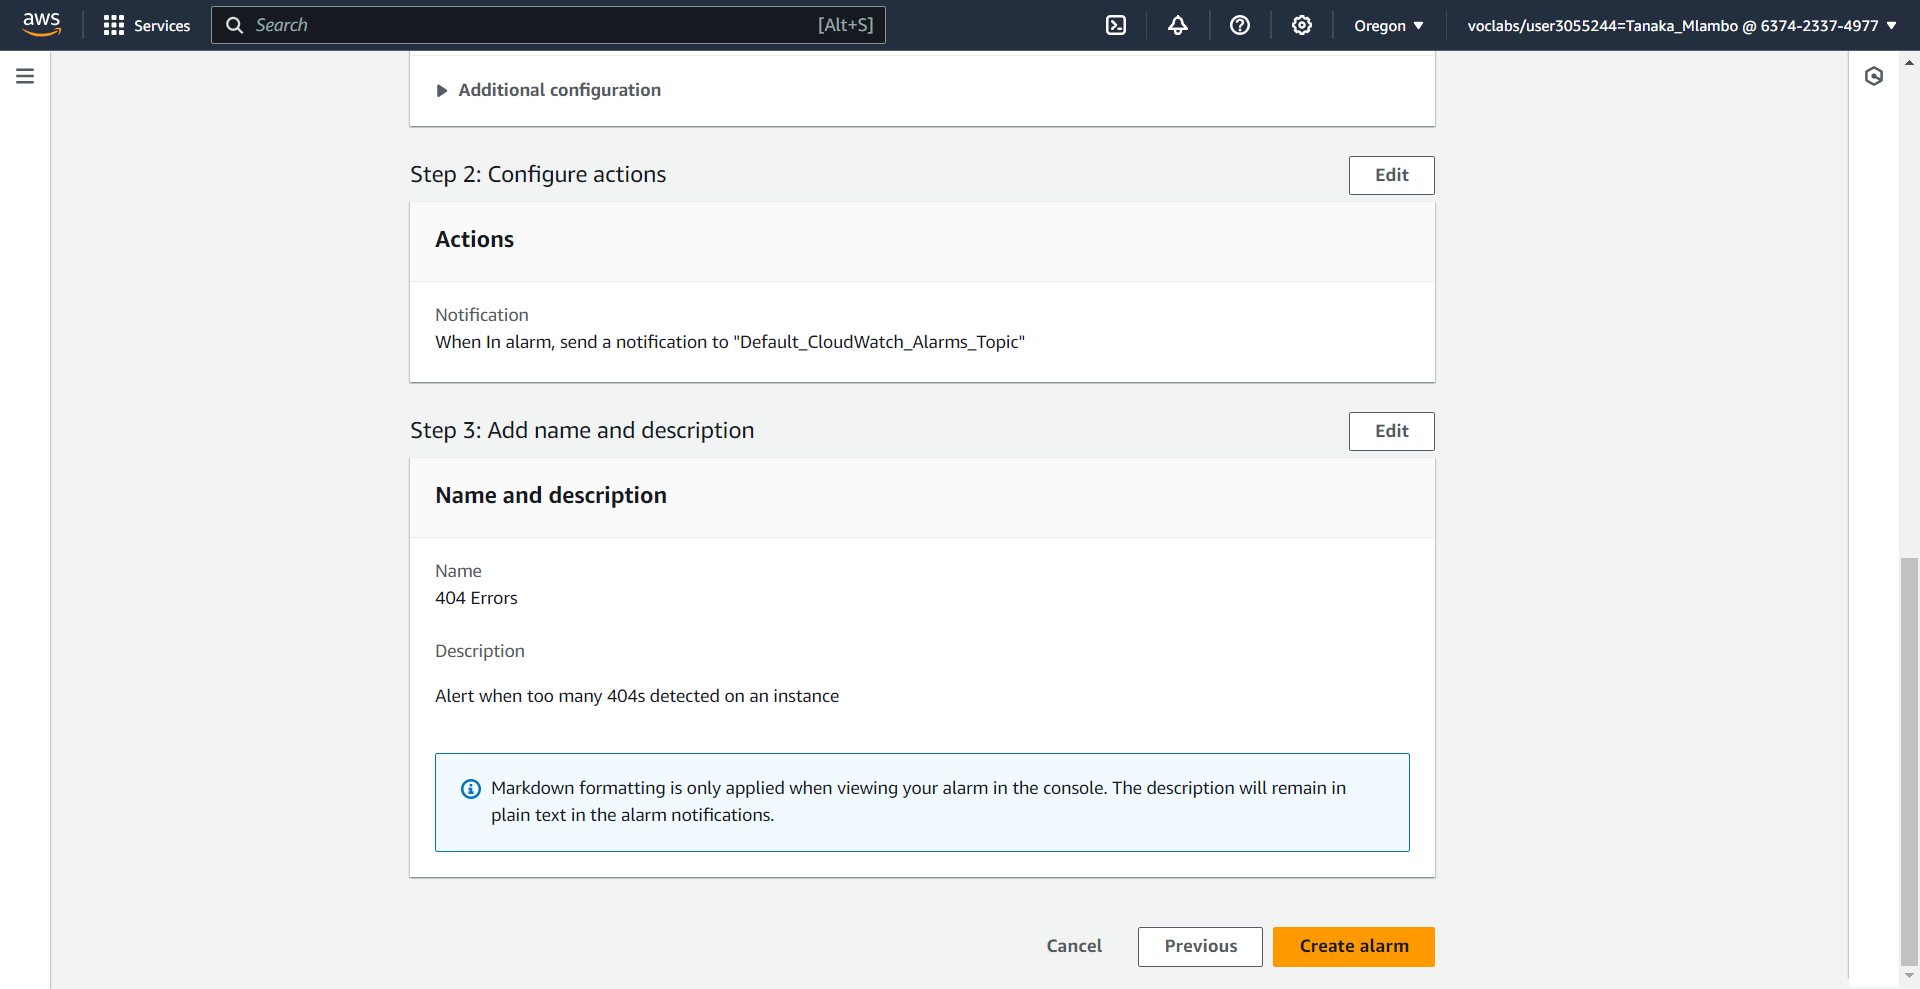 aws
Services
Search
[Alt+S]
Oregon
voclabs/user3055244=Tanaka_Mlambo @ 6374-2337-4977
Additional configuration
Step 2: Configure actions
Edit
Actions
Notification
When In alarm, send a notification to "Default_CloudWatch_Alarms_Topic"
Step 3: Add name and description
Edit
Name and description
Name
404 Errors
Description
Alert when too many 404s detected on an instance
Markdown formatting is only applied when viewing your alarm in the console. The description will remain in
plain text in the alarm notifications.
Cancel
Previous
Create alarm